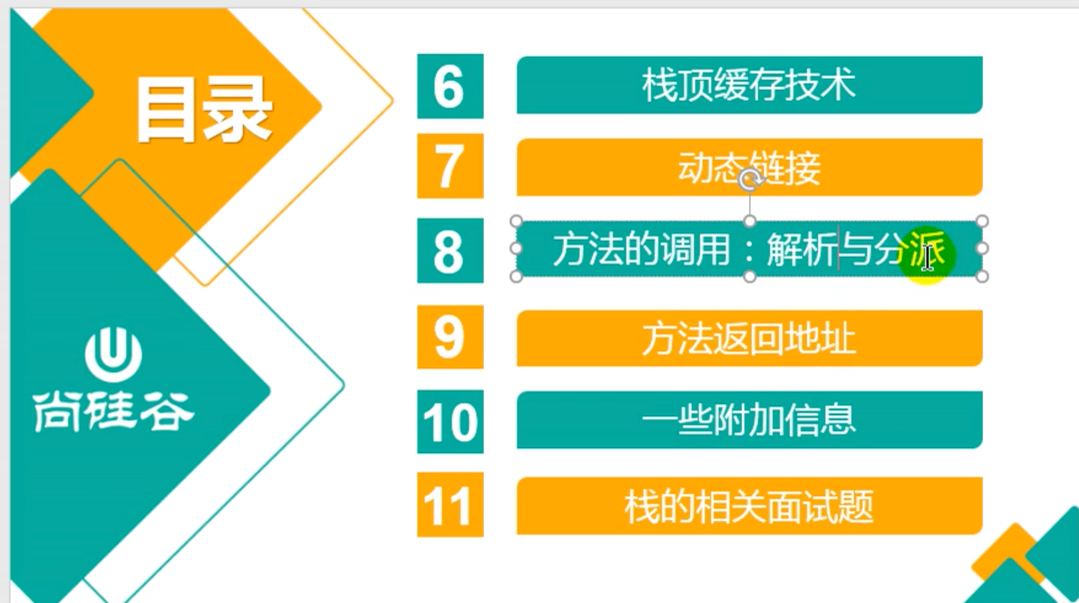 目录
尚硅谷
6
栈顶缓存技术
7
动态链接
8
方法的调用：解析与分派
9
方法返回地址
10
一些附加信息
11
栈的相关面试题